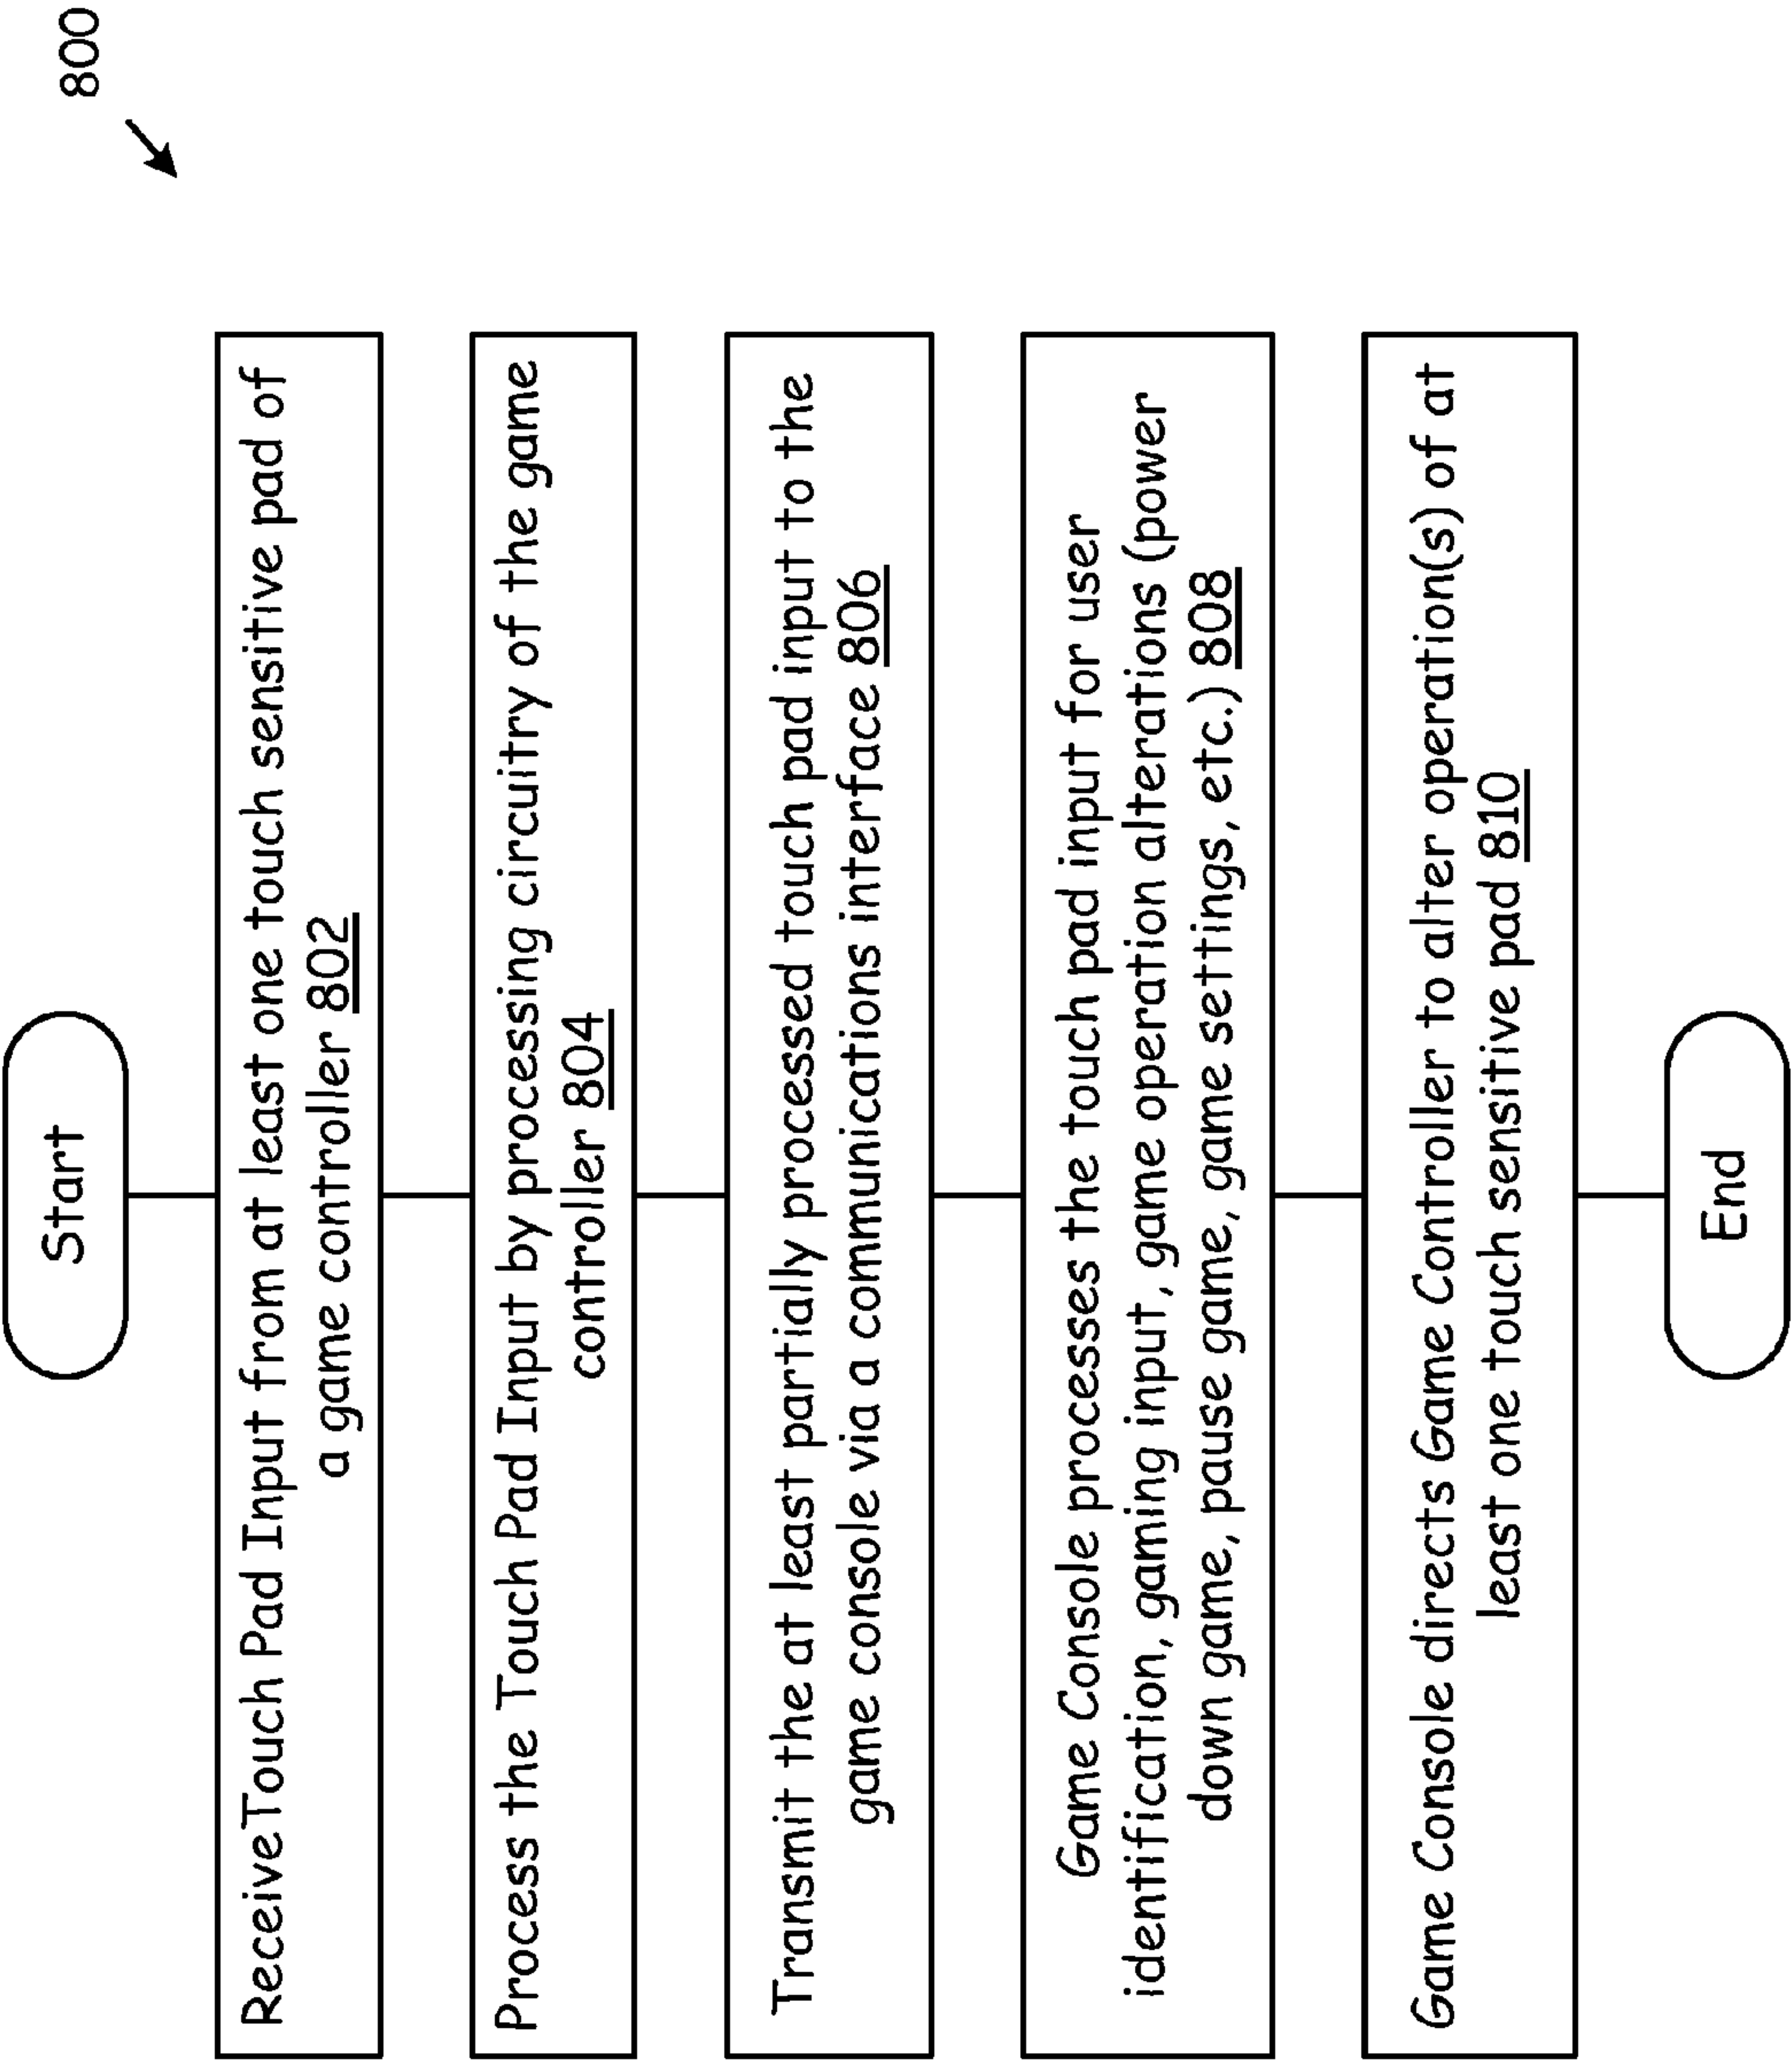 800
Start
ReceiveTouch Pad Input from at least one touch sensitive pad of
a game controller 802
Process the Touch Pad Input by processing circuitry of the game
controller 804
Transmit the at least partially processed touch pad input to the
game console via a communications interface 806
Game Console processes the touch pad input for user
identification, gaming input, game operation alterations (power
down game, pause game, game settings, etc.) 808
Game Console directs Game Controller to alter operation(s) of at
least one touch sensitive pad 810
End